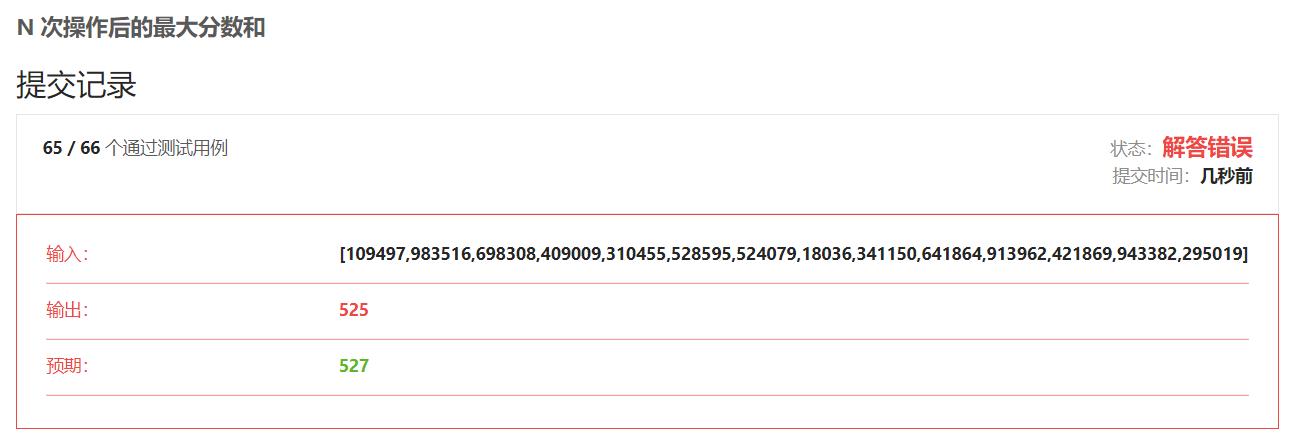 N 次操作后的最大分数和
提交记录
65 / 66 个通过测试用例
状态：解答错误
提交时间：几秒前
输入：
[109497,983516,698308,409009,310455,528595,524079,18036,341150,641864,913962,421869,943382,295019]
输出：
525
预期：
527